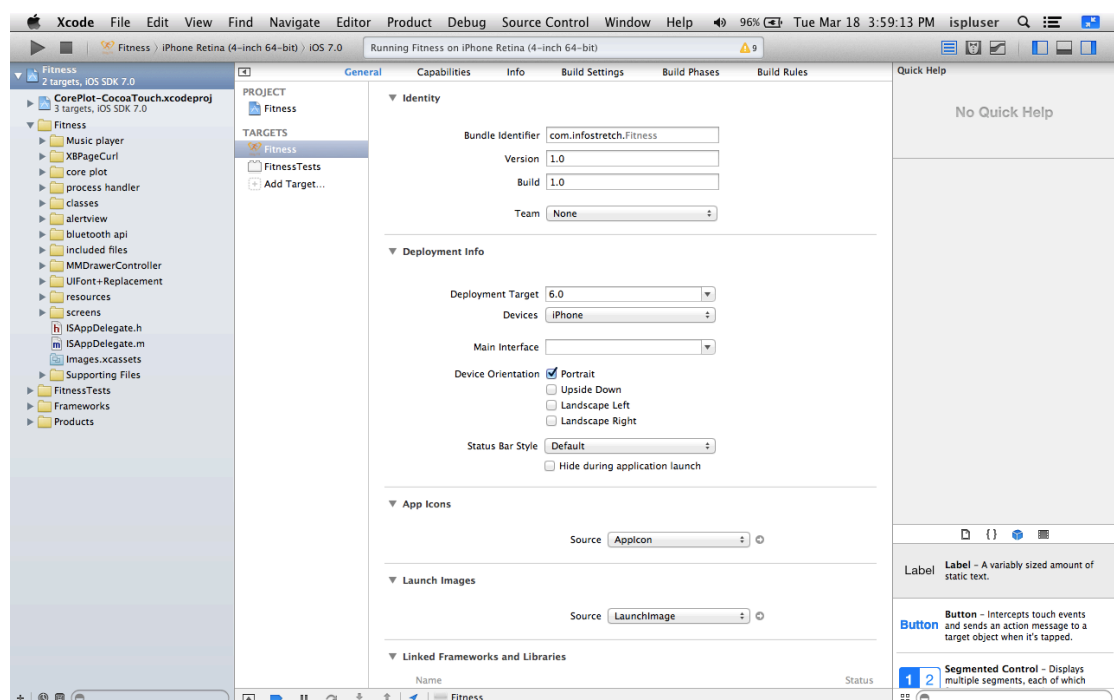 Xcode File Edit View Find Navigate Editor Product Debug Source Control Window Help 96% Tue Mar 18 3:59:13 PM ispluser
Fitness iPhone Retina (4-inch 64-bit) iOS 7.0
Running Fitness on iPhone Retina (4-inch 64-bit)
9
Fitness
2 targets, iOS SDK 7.0
CorePlot-CocoaTouch.xcodeproj
3 targets, iOS SDK 7.0
Fitness
Music player
XBPageCurl
core plot
process handler
classes
alertview
bluetooth api
included files
MMDrawerController
UIFont+Replacement
resources
screens
h ISAppDelegate.h
m ISAppDelegate.m
Images.xcassets
Supporting Files
FitnessTests
Frameworks
Products
PROJECT
Fitness
TARGETS
Fitness
FitnessTests
Add Target...
General Capabilities Info Build Settings Build Phases Build Rules
Identity
Bundle Identifier com.infostretch.Fitness
Version 1.0
Build 1.0
Team None
Deployment Info
Deployment Target 6.0
Devices iPhone
Main Interface
Device Orientation Portrait
Upside Down
Landscape Left
Landscape Right
Status Bar Style Default
Hide during application launch
App Icons
Source AppIcon
Launch Images
Source LaunchImage
Linked Frameworks and Libraries
Name Status
Fitness
Quick Help
No Quick Help
{}
Label
Label - A variably sized amount of
static text.
Button
Button - Intercepts touch events
and sends an action message to a
target object when it's tapped.
1 2
Segmented Control - Displays
multiple segments, each of which